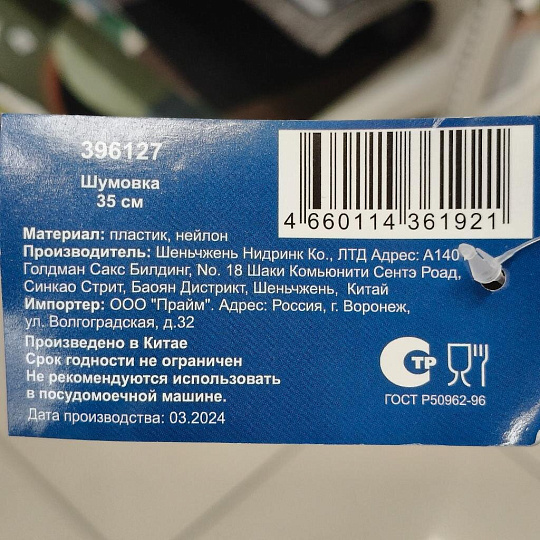 396127
Шумовка
35 см
4 660114 361921
Материал: пластик, нейлон
Производитель: Шеньчжень Нидринк Ко., ЛТД Адрес: А140
Голдман Сакс Билдинг, No. 18 Шаки Комьюнити Сентэ Роад,
Синкао Стрит, Баоян Дистрикт, Шеньчжень, Китай
Импортер: ООО "Прайм". Адрес: Россия, г. Воронеж,
ул. Волгоградская, д.32
Произведено в Китае
Срок годности не ограничен
Не рекомендуются использовать
в посудомоечной машине.
Дата производства: 03.2024
СТР
ГОСТ Р50962-96